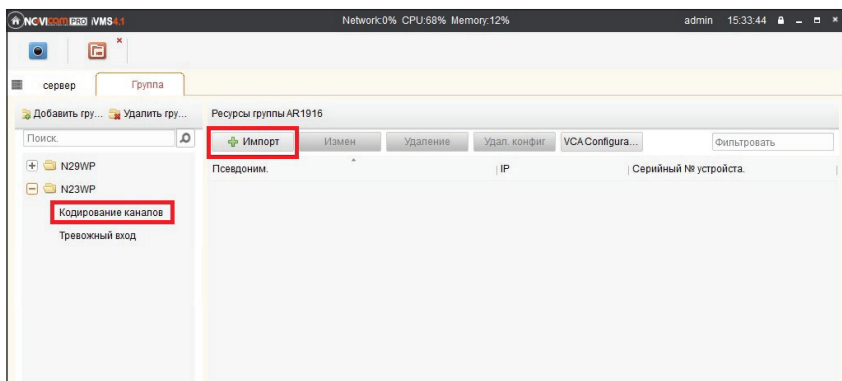 NOVIcam PRO iVMS4.1 Network:0% CPU:68% Memory:12% admin 15:33:44
сервер Группа
Добавить гру... Удалить гру... Ресурсы группы AR1916
Поиск. Импорт Измен Удаление Удал. конфиг VCA Configura... Фильтровать
N29WP Псевдоним. IP Серийный № устройста.
N23WP
Кодирование каналов
Тревожный вход